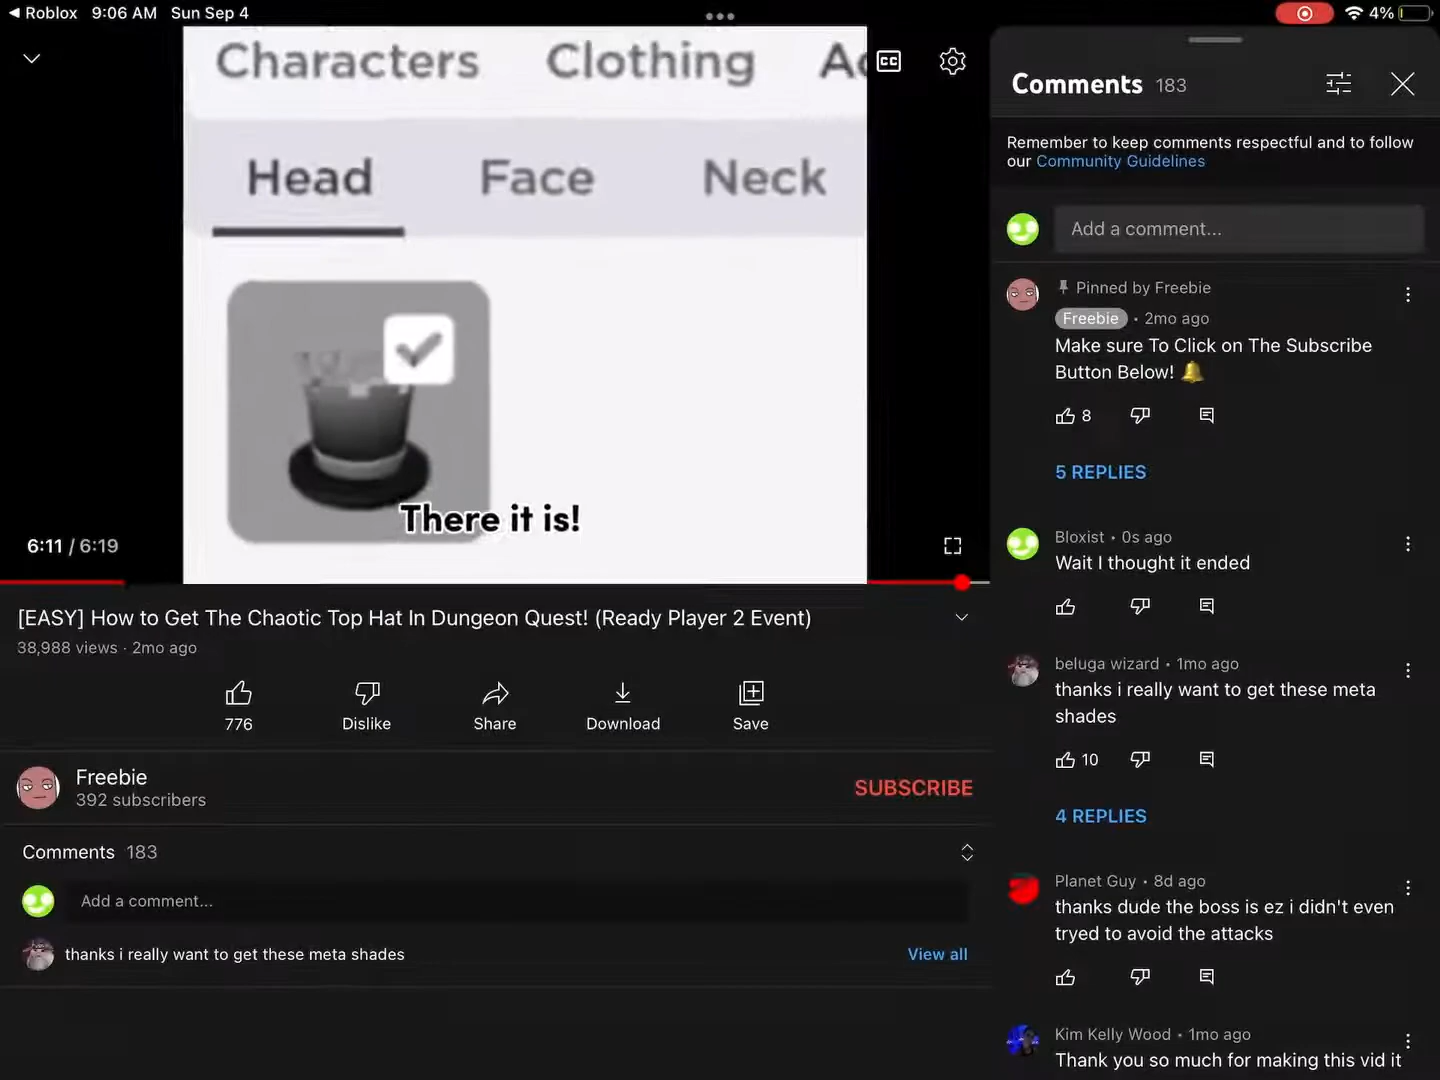 Roblox 9:06 AM Sun Sep 4
4%
Characters Clothing Ac
CC
Head Face Neck
There it is!
6:11 / 6:19
[EASY] How to Get The Chaotic Top Hat In Dungeon Quest! (Ready Player 2 Event)
38,988 views · 2mo ago
776 Dislike Share Download Save
Freebie
392 subscribers
SUBSCRIBE
Comments 183
Add a comment...
thanks i really want to get these meta shades
View all
Comments 183
Remember to keep comments respectful and to follow
our Community Guidelines
Add a comment...
Pinned by Freebie
Freebie · 2mo ago
Make sure To Click on The Subscribe
Button Below! 🔔
8
5 REPLIES
Bloxist · 0s ago
Wait I thought it ended
beluga wizard · 1mo ago
thanks i really want to get these meta
shades
10
4 REPLIES
Planet Guy · 8d ago
thanks dude the boss is ez i didn't even
tryed to avoid the attacks
Kim Kelly Wood · 1mo ago
Thank you so much for making this vid it